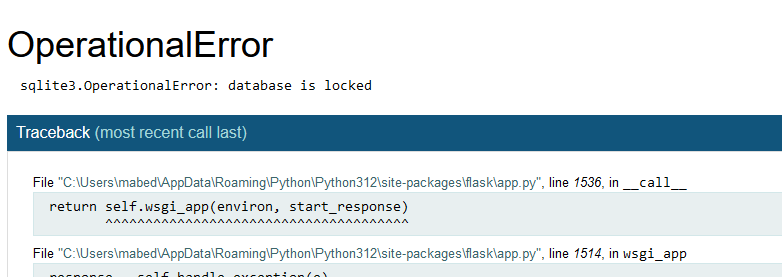 OperationalError
sqlite3.OperationalError: database is locked
Traceback (most recent call last)
File "C:\Users\mabed\AppData\Roaming\Python\Python312\site-packages\flask\app.py", line 1536, in __call__
return self.wsgi_app(environ, start_response)
^^^^^^^^^^^^^^^^^^^^^^^^^^^^^^^^^^^^^^
File "C:\Users\mabed\AppData\Roaming\Python\Python312\site-packages\flask\app.py", line 1514, in wsgi_app
response = self.handle_exception(e)